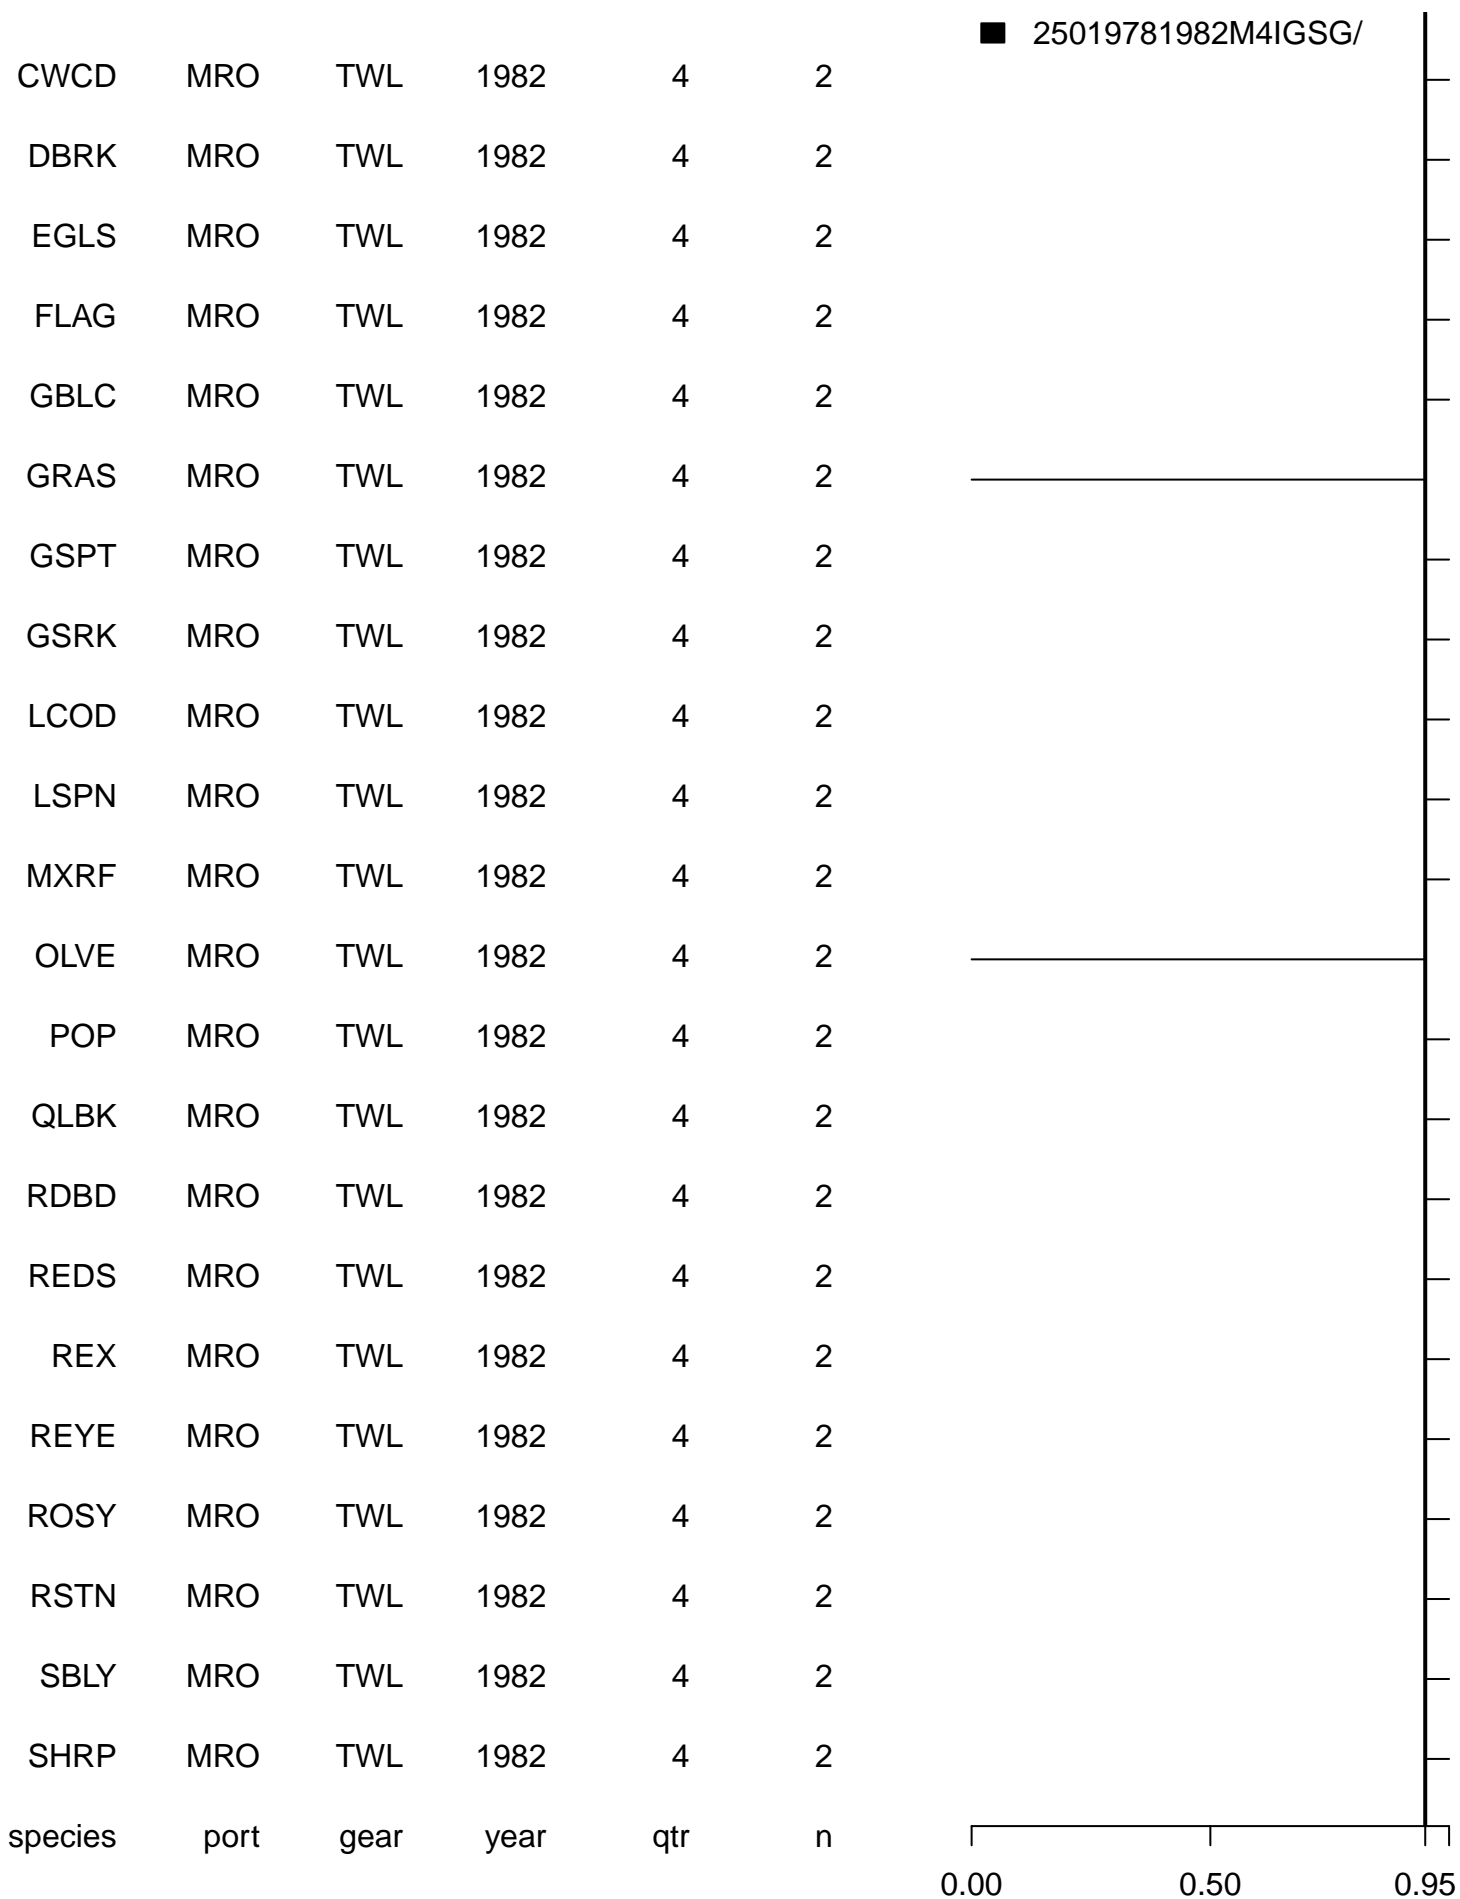 25019781982M4IGSG/
CWCD MRO TWL 1982 4 2
DBRK MRO TWL 1982 4 2
EGLS MRO TWL 1982 4 2
FLAG MRO TWL 1982 4 2
GBLC MRO TWL 1982 4 2
GRAS MRO TWL 1982 4 2
GSPT MRO TWL 1982 4 2
GSRK MRO TWL 1982 4 2
LCOD MRO TWL 1982 4 2
LSPN MRO TWL 1982 4 2
MXRF MRO TWL 1982 4 2
OLVE MRO TWL 1982 4 2
POP MRO TWL 1982 4 2
QLBK MRO TWL 1982 4 2
RDBD MRO TWL 1982 4 2
REDS MRO TWL 1982 4 2
REX MRO TWL 1982 4 2
REYE MRO TWL 1982 4 2
ROSY MRO TWL 1982 4 2
RSTN MRO TWL 1982 4 2
SBLY MRO TWL 1982 4 2
SHRP MRO TWL 1982 4 2
species port gear year qtr n
0.00 0.50 0.95